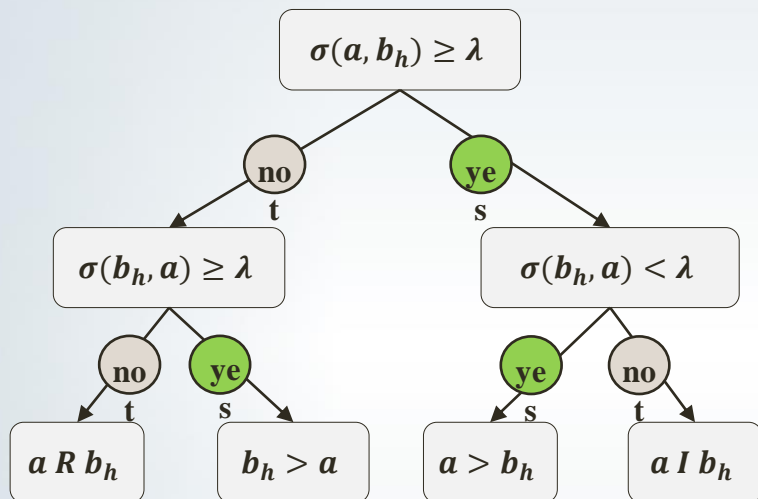 σ(a, b_h) ≥ λ
no
t
ye
s
σ(b_h, a) ≥ λ
σ(b_h, a) < λ
no
t
ye
s
ye
s
no
t
a R b_h
b_h > a
a > b_h
a I b_h